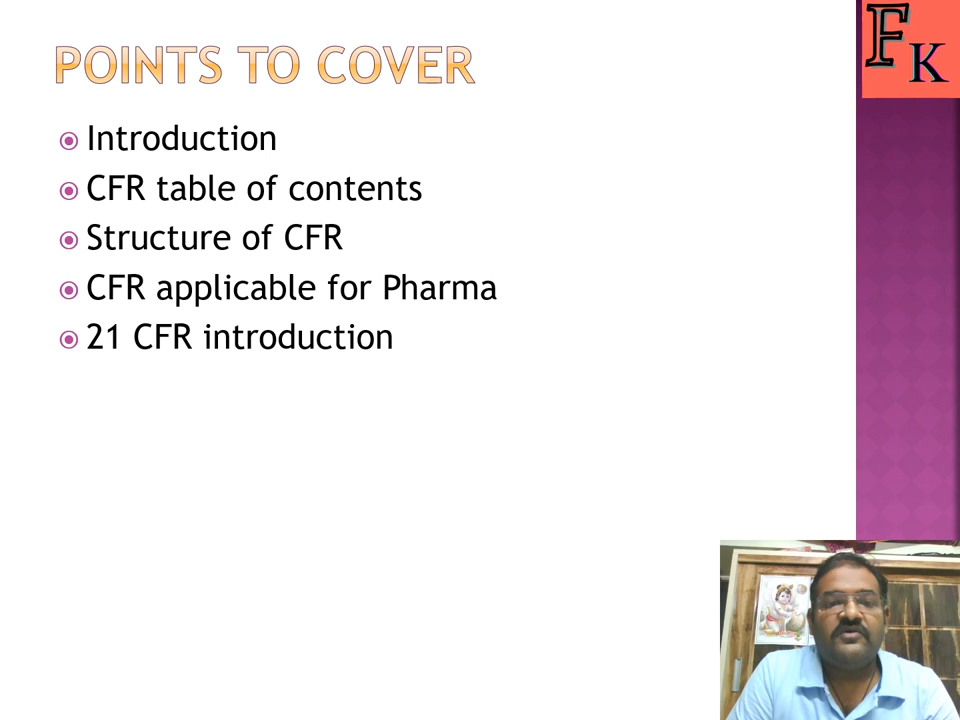 POINTS TO COVER
FK
Introduction
CFR table of contents
Structure of CFR
CFR applicable for Pharma
21 CFR introduction